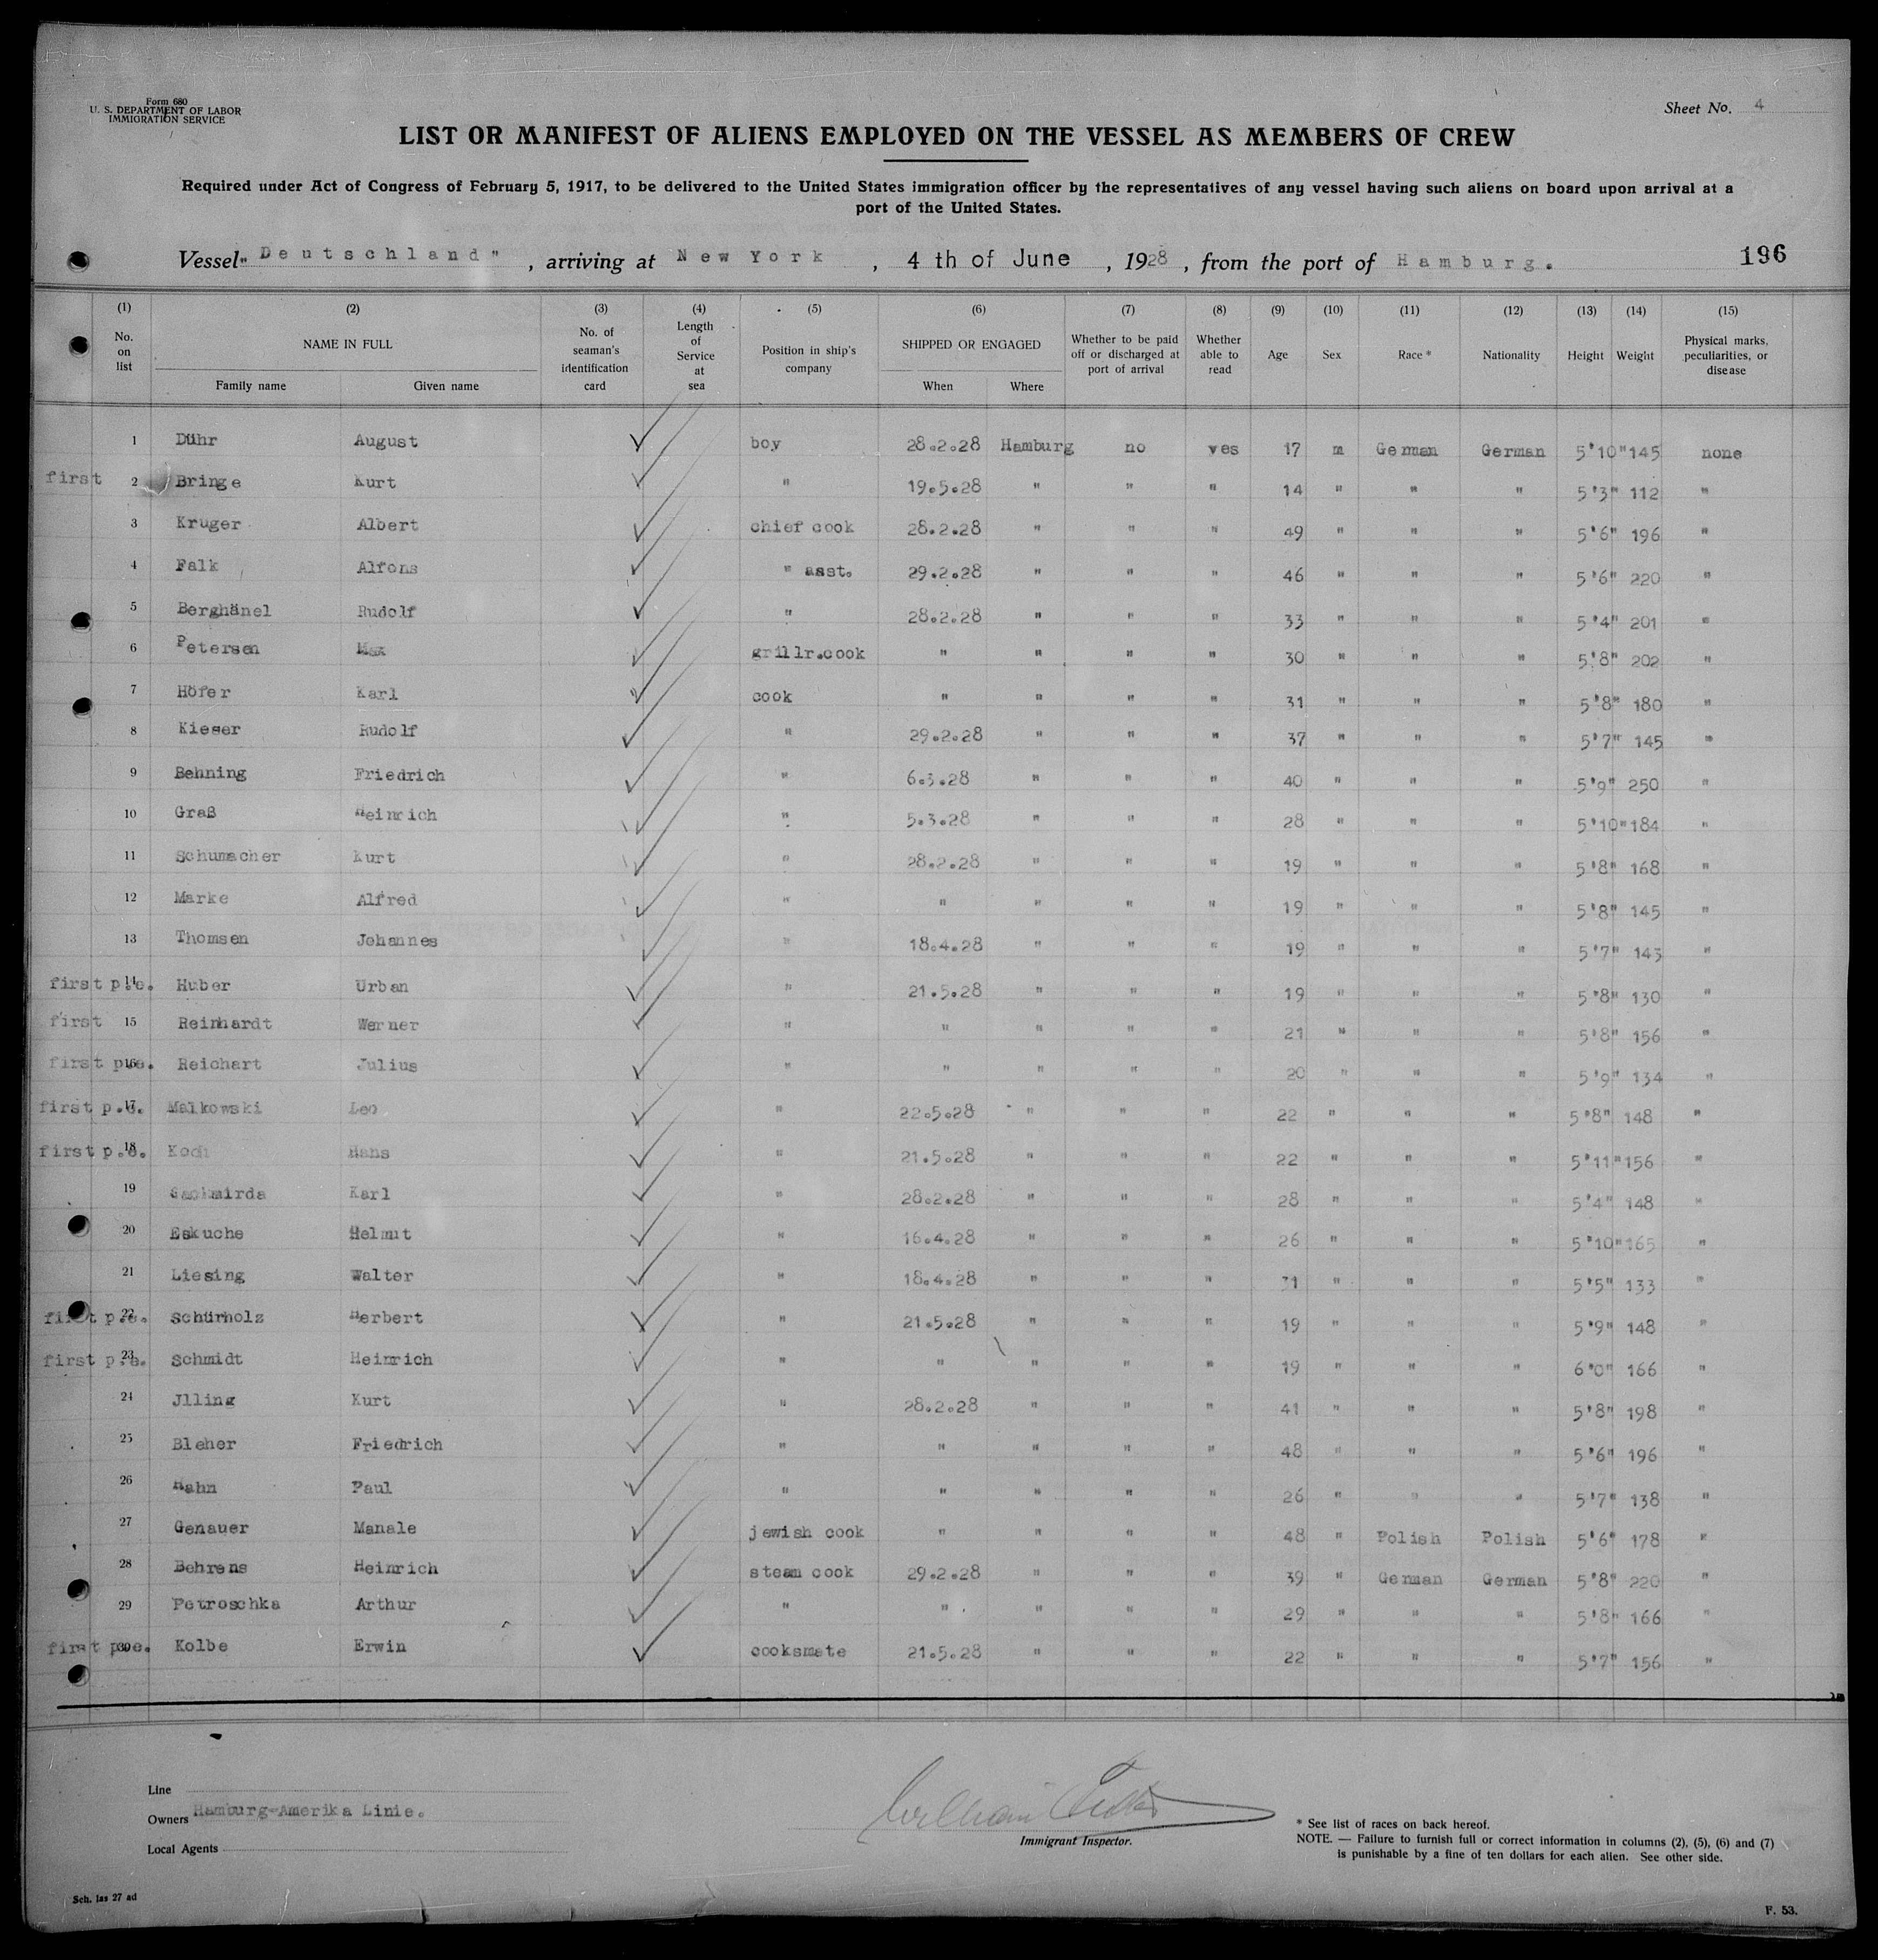 Form 680
U. S. DEPARTMENT OF LABOR
IMMIGRATION SERVICE
Sheet No. 4
LIST OR MANIFEST OF ALIENS EMPLOYED ON THE VESSEL AS MEMBERS OF CREW
Required under Act of Congress of February 5, 1917, to be delivered to the United States immigration officer by the representatives of any vessel having such aliens on board upon arrival at a
port of the United States.
Vessel "Deutschland", arriving at New York, 4 th of June, 1928, from the port of Hamburg. 196
(1) (2) (3) (4) (5) (6) (7) (8) (9) (10) (11) (12) (13) (14) (15)
No. on list NAME IN FULL Family name Given name No. of seaman's identification card Length of Service at sea Position in ship's company SHIPPED OR ENGAGED When Where Whether to be paid off or discharged at port of arrival Whether able to read Age Sex Race * Nationality Height Weight Physical marks, peculiarities, or disease
1 Dühr August boy 28.2.28 Hamburg no yes 17 m German German 5'10" 145 none
first 2 Bringe Kurt " 19.5.28 " " " 14 " " " 5'3" 112 "
3 Kruger Albert chief cook 28.2.28 " " " 49 " " " 5'6" 196 "
4 Falk Alfons " asst. 29.2.28 " " " 46 " " " 5'6" 220 "
5 Berghänel Rudolf " 28.2.28 " " " 33 " " " 5'4" 201 "
6 Petersen Max grillr.cook " " " " 30 " " " 5'8" 202 "
7 Höfer Karl cook " " " " 31 " " " 5'8" 180 "
8 Kieser Rudolf " 29.2.28 " " " 37 " " " 5'7" 145 "
9 Behning Friedrich " 6.3.28 " " " 40 " " " 5'9" 250 "
10 Graß Heinrich " 5.3.28 " " " 28 " " " 5'10" 184 "
11 Schumacher Kurt " 28.2.28 " " " 19 " " " 5'8" 168 "
12 Marke Alfred " " " " " 19 " " " 5'8" 145 "
13 Thomsen Johannes " 18.4.28 " " " 19 " " " 5'7" 143 "
first p.e. 14 Huber Urban " 21.5.28 " " " 19 " " " 5'8" 130 "
first 15 Reinhardt Werner " " " " " 21 " " " 5'8" 156 "
first p.e. 16 Reichart Julius " " " " " 20 " " " 5'9" 134 "
first p.e. 17 Malkowski Leo " 22.5.28 " " " 22 " " " 5'8" 148 "
first p.e. 18 Koch Hans " 21.5.28 " " " 22 " " " 5'11" 156 "
19 Karl " 28.2.28 " " " 28 " " " 5'4" 148 "
20 Eskuche Helmut " 16.4.28 " " " 26 " " " 5'10" 165 "
21 Liesing Walter " 18.4.28 " " " 31 " " " 5'5" 133 "
first p.e. 22 Schürholz Herbert " 21.5.28 " " " 19 " " " 5'9" 148 "
first p.e. 23 Schmidt Heinrich " " " " " 19 " " " 6'0" 166 "
24 Jlling Kurt " 28.2.28 " " " 41 " " " 5'8" 198 "
25 Bleher Friedrich " " " " " 48 " " " 5'6" 196 "
26 Hahn Paul " " " " " 26 " " " 5'7" 138 "
27 Genauer Manale jewish cook " " " " 48 " Polish Polish 5'6" 178 "
28 Behrens Heinrich steam cook 29.2.28 " " " 39 " German German 5'8" 220 "
29 Petroschka Arthur " " " " " 29 " " " 5'8" 166 "
first p.e. 30 Kolbe Erwin cooksmate 21.5.28 " " " 22 " " " 5'7" 156 "
Line
Owners Hamburg-Amerika Linie.
Local Agents
William
Immigrant Inspector.
* See list of races on back hereof.
NOTE. — Failure to furnish full or correct information in columns (2), (5), (6) and (7)
is punishable by a fine of ten dollars for each alien. See other side.
Sch. las 27 ad
F. 53.